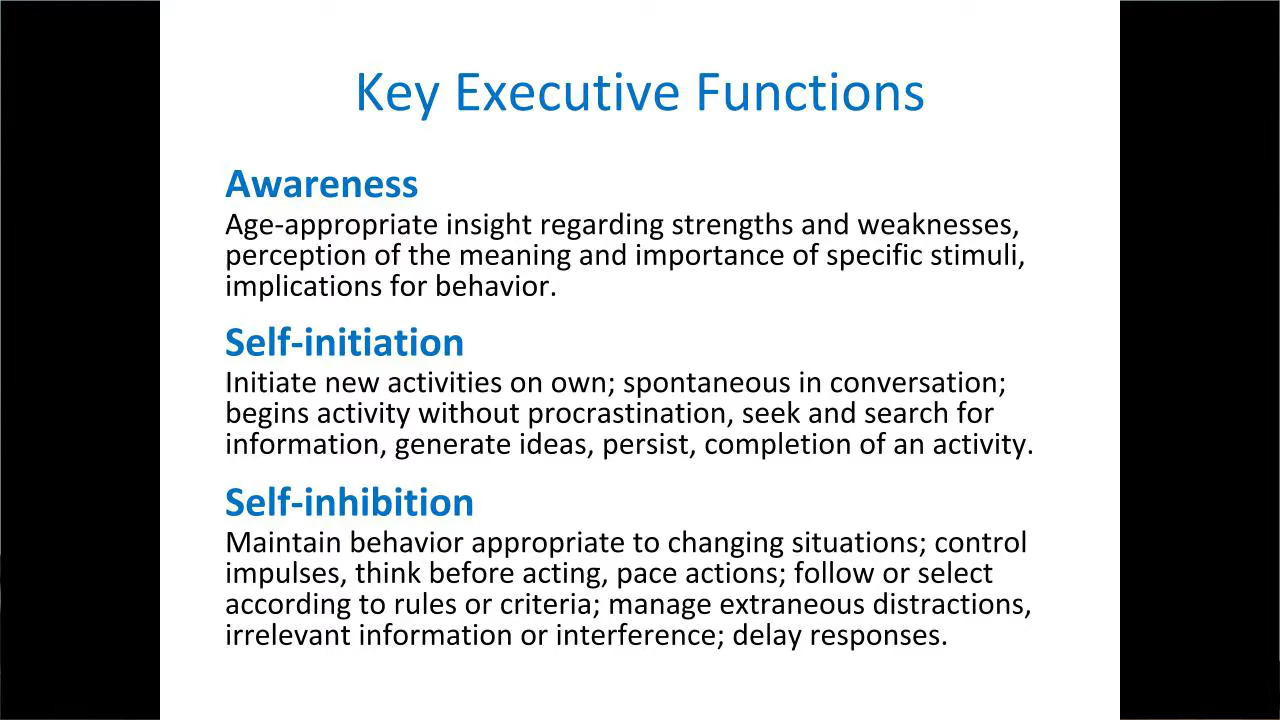 Key Executive Functions
Awareness
Age-appropriate insight regarding strengths and weaknesses,
perception of the meaning and importance of specific stimuli,
implications for behavior.
Self-initiation
Initiate new activities on own; spontaneous in conversation;
begins activity without procrastination, seek and search for
information, generate ideas, persist, completion of an activity.
Self-inhibition
Maintain behavior appropriate to changing situations; control
impulses, think before acting, pace actions; follow or select
according to rules or criteria; manage extraneous distractions,
irrelevant information or interference; delay responses.